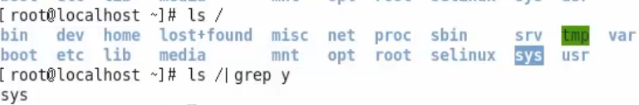 [root@localhost ~]# ls /
bin dev home lost+found misc net proc sbin srv tmp var
boot etc lib media mnt opt root selinux sys usr
[root@localhost ~]# ls /|grep y
sys